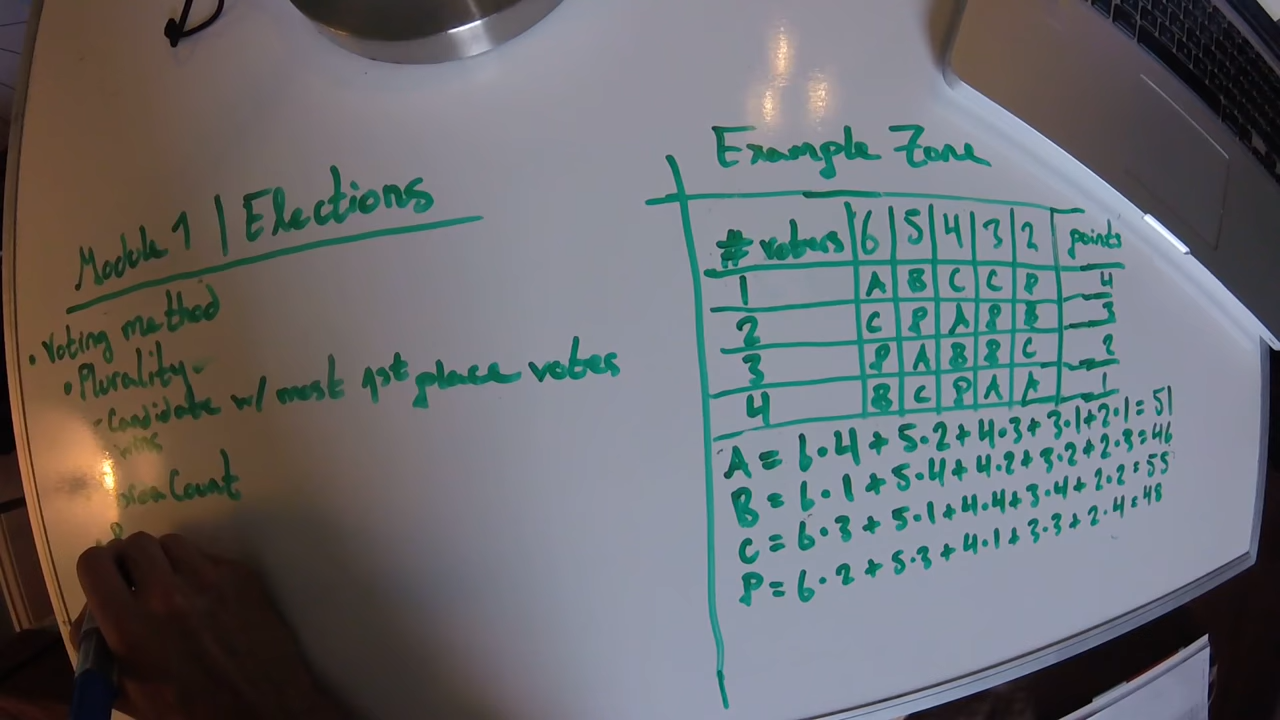 Module 1 | Elections
• Voting method
• Plurality-
- Candidate w/ most 1st place votes
wins
Count
Example Zone
# voters 6 5 4 3 2 points
1 A B C C P 4
2 C P A P B 3
3 P A B B C 2
4 B C P A A 1
A = 6·4 + 5·2 + 4·3 + 3·1 + 2·1 = 51
B = 6·1 + 5·4 + 4·2 + 3·2 + 2·3 = 46
C = 6·3 + 5·1 + 4·4 + 3·4 + 2·2 = 55
P = 6·2 + 5·3 + 4·1 + 3·3 + 2·4 = 48